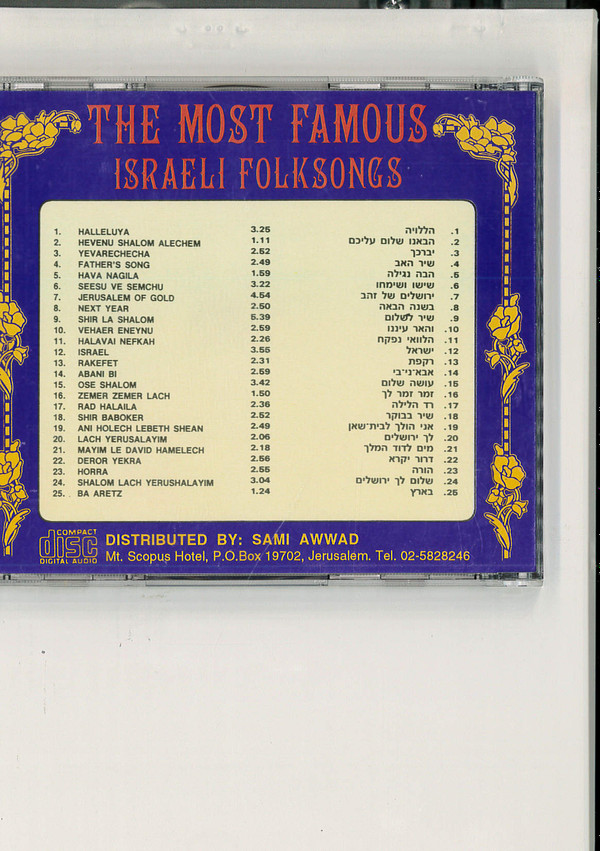 THE MOST FAMOUS
ISRAELI FOLKSONGS
1. HALLELUYA 3.25 הללויה .1
2. HEVENU SHALOM ALECHEM 1.11 הבאנו שלום עליכם .2
3. YEVARECHECHA 2.52 יברכך .3
4. FATHER'S SONG 2.49 שיר האב .4
5. HAVA NAGILA 1.59 הבה נגילה .5
6. SEESU VE SEMCHU 3.22 שישו ושימחו .6
7. JERUSALEM OF GOLD 4.54 ירושלים של זהב .7
8. NEXT YEAR 2.50 בשנה הבאה .8
9. SHIR LA SHALOM 5.39 שיר לשלום .9
10. VEHAER ENEYNU 2.59 והאר עיננו .10
11. HALAVAI NEFKAH 2.26 הלוואי נפקח .11
12. ISRAEL 3.55 ישראל .12
13. RAKEFET 2.31 רקפת .13
14. ABANI BI 2.59 אבא־ני־בי .14
15. OSE SHALOM 3.42 עושה שלום .15
16. ZEMER ZEMER LACH 1.50 זמר זמר לך .16
17. RAD HALAILA 2.36 רד הלילה .17
18. SHIR BABOKER 2.52 שיר בבוקר .18
19. ANI HOLECH LEBETH SHEAN 2.49 אני הולך לבית־שאן .19
20. LACH YERUSALAYIM 2.06 לך ירושלים .20
21. MAYIM LE DAVID HAMELECH 2.18 מים לדוד המלך .21
22. DEROR YEKRA 2.56 דרור יקרא .22
23. HORRA 2.55 הורה .23
24. SHALOM LACH YERUSHALAYIM 3.04 שלום לך ירושלים .24
25. BA ARETZ 1.24 בארץ .25
COMPACT
disc
DIGITAL AUDIO
DISTRIBUTED BY: SAMI AWWAD
Mt. Scopus Hotel, P.O.Box 19702, Jerusalem. Tel. 02-5828246